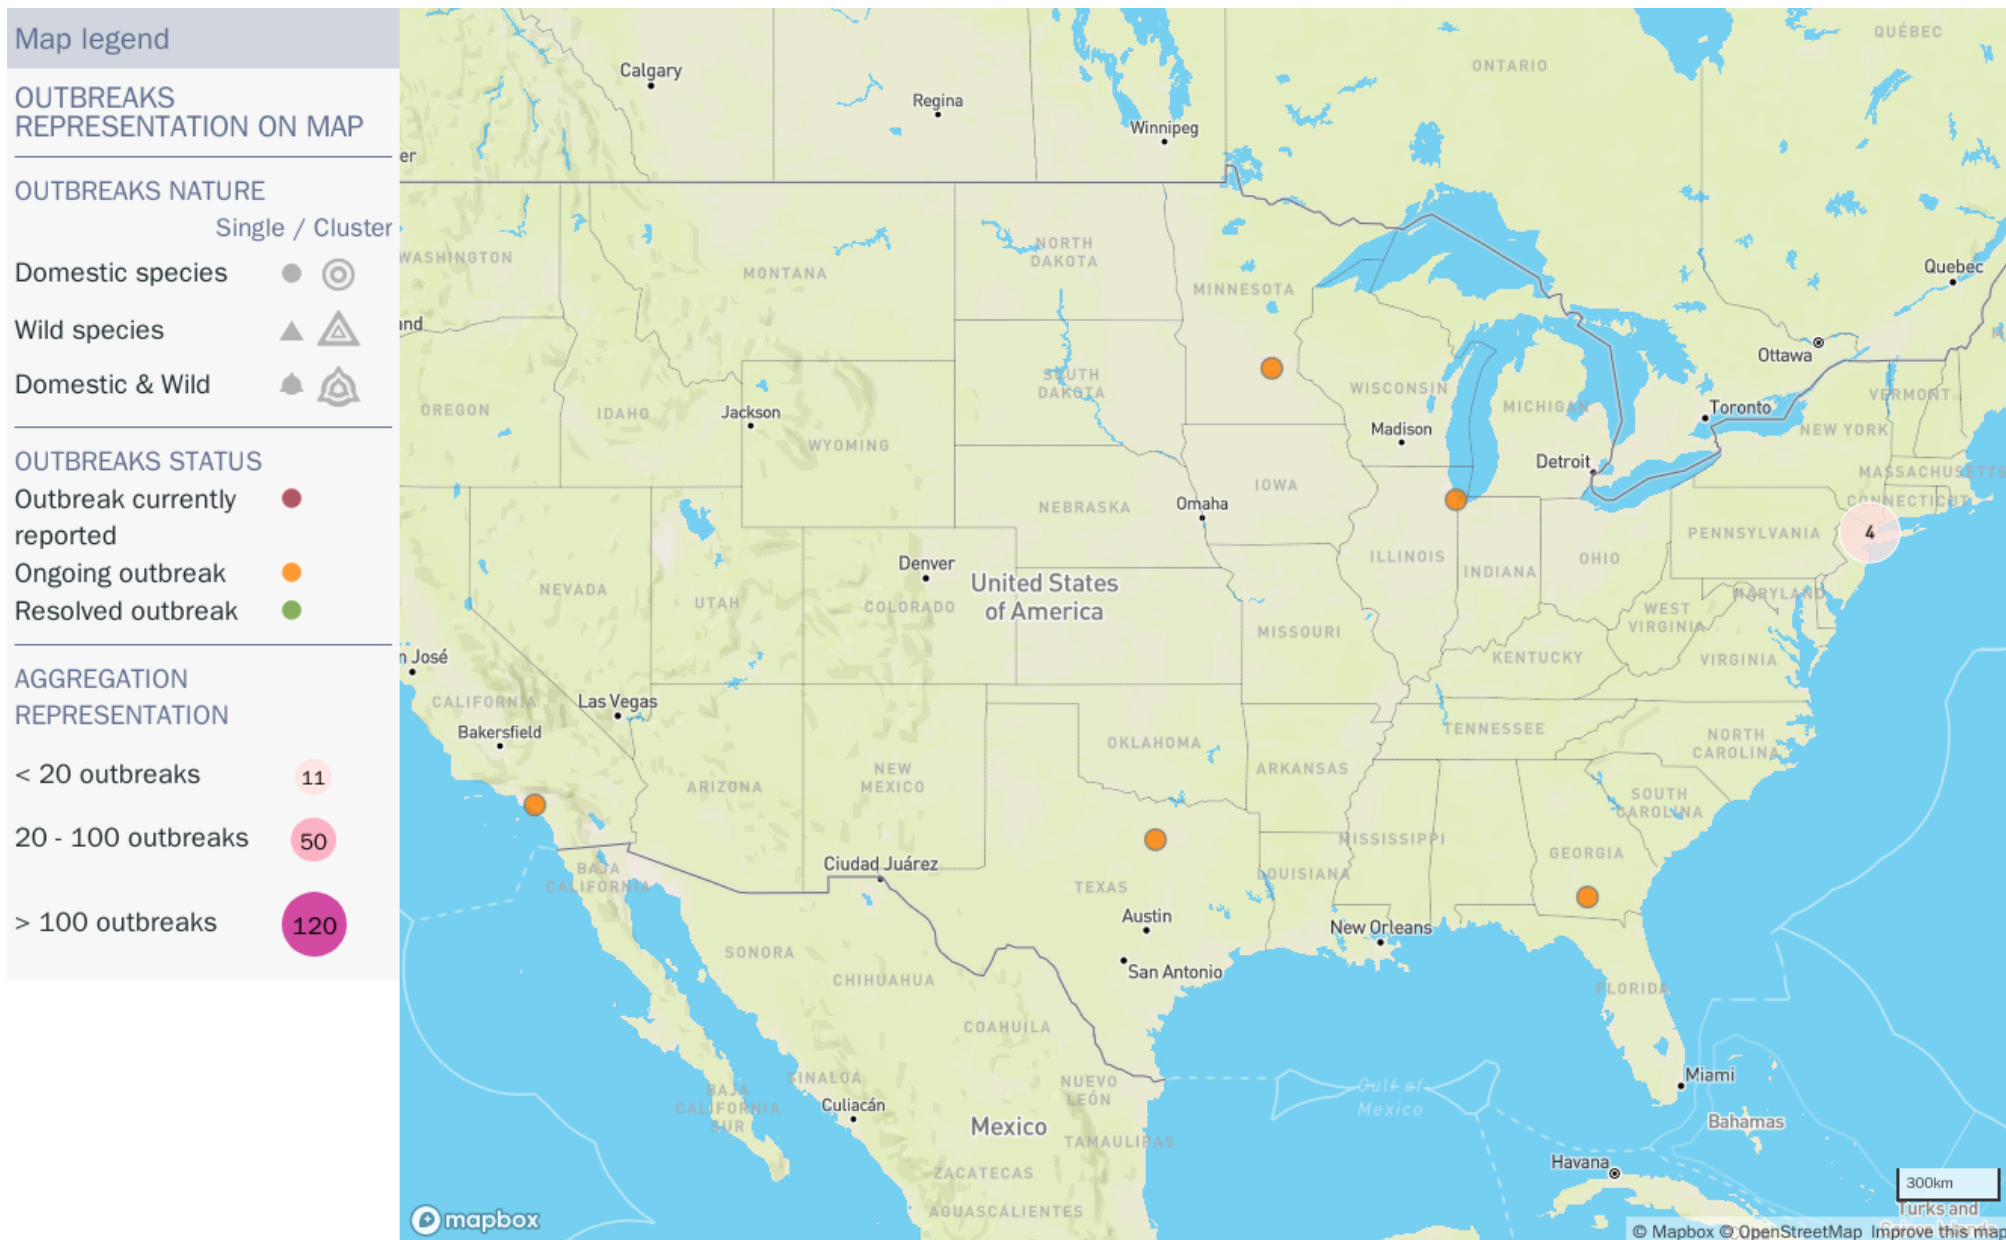 Map legend
OUTBREAKS
REPRESENTATION ON MAP
OUTBREAKS NATURE
Single / Cluster
Domestic species
Wild species
Domestic & Wild
OUTBREAKS STATUS
Outbreak currently
reported
Ongoing outbreak
Resolved outbreak
AGGREGATION
REPRESENTATION
< 20 outbreaks
11
20 - 100 outbreaks
50
> 100 outbreaks
120
QUÉBEC
ONTARIO
Calgary
Regina
Winnipeg
er
WASHINGTON
NORTH
DAKOTA
MONTANA
MINNESOTA
Quebec
and
Ottawa
SOUTH
DAKOTA
WISCONSIN
VERMONT
OREGON
IDAHO
Jackson
MICHIGAN
Toronto
WYOMING
Madison
NEW YORK
Detroit
MASSACHUSETTS
IOWA
CONNECTICUT
NEBRASKA
Omaha
PENNSYLVANIA
4
ILLINOIS
INDIANA
OHIO
Denver
United States
of America
NEVADA
UTAH
COLORADO
MARYLAND
WEST
VIRGINIA
MISSOURI
n José
KENTUCKY
VIRGINIA
CALIFORNIA
Las Vegas
Bakersfield
TENNESSEE
NORTH
CAROLINA
OKLAHOMA
ARKANSAS
NEW
MEXICO
ARIZONA
SOUTH
CAROLINA
MISSISSIPPI
GEORGIA
Ciudad Juárez
BAJA
CALIFORNIA
TEXAS
LOUISIANA
Austin
New Orleans
SONORA
San Antonio
CHIHUAHUA
FLORIDA
COAHUILA
SINALOA
NUEVO
LEÓN
Miami
Gulf of
Mexico
BAJA
CALIFORNIA
SUR
Culiacán
Mexico
TAMAULIPAS
Bahamas
ZACATECAS
Havana
300km
AGUASCALIENTES
Turks and
mapbox
© Mapbox © OpenStreetMap Improve this map